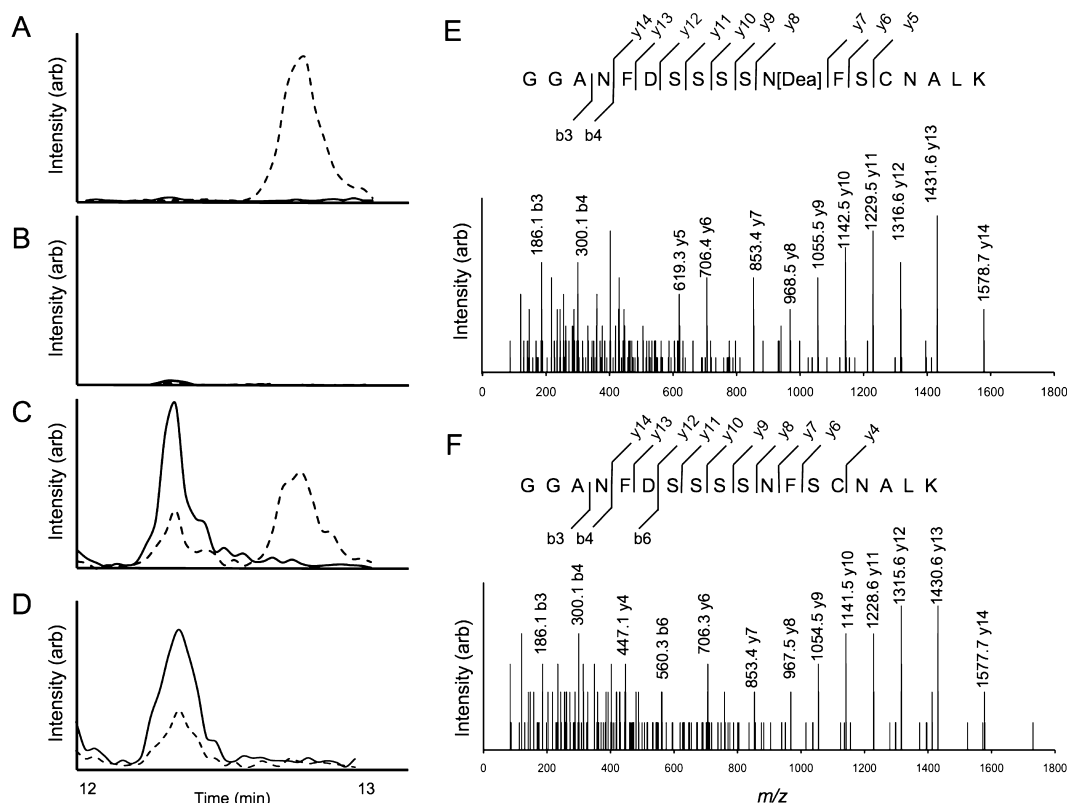 A
Intensity (arb)
B
Intensity (arb)
C
Intensity (arb)
D
Intensity (arb)
12 13
Time (min)
E
y14 y13 y12 y11 y10 y9 y8 y7 y6 y5
G G A N F D S S S S N[Dea] F S C N A L K
b3 b4
Intensity (arb)
186.1 b3
300.1 b4
619.3 y5
706.4 y6
853.4 y7
968.5 y8
1055.5 y9
1142.5 y10
1229.5 y11
1316.6 y12
1431.6 y13
1578.7 y14
0 200 400 600 800 1000 1200 1400 1600 1800
F
y14 y13 y12 y11 y10 y9 y8 y7 y6 y4
G G A N F D S S S S N F S C N A L K
b3 b4 b6
Intensity (arb)
186.1 b3
300.1 b4
447.1 y4
560.3 b6
706.3 y6
853.4 y7
967.5 y8
1054.5 y9
1141.5 y10
1228.6 y11
1315.6 y12
1430.6 y13
1577.7 y14
0 200 400 600 800 1000 1200 1400 1600 1800
m/z